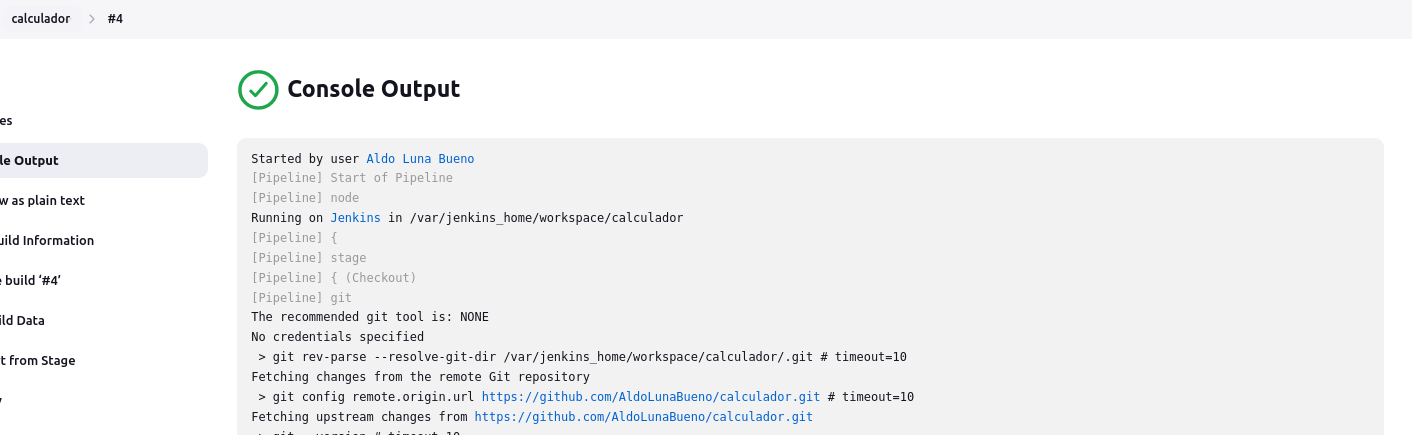 calculador > #4
Console Output
es
le Output
w as plain text
uild Information
e build ‘#4’
ild Data
t from Stage
Started by user Aldo Luna Bueno
[Pipeline] Start of Pipeline
[Pipeline] node
Running on Jenkins in /var/jenkins_home/workspace/calculador
[Pipeline] {
[Pipeline] stage
[Pipeline] { (Checkout)
[Pipeline] git
The recommended git tool is: NONE
No credentials specified
 > git rev-parse --resolve-git-dir /var/jenkins_home/workspace/calculador/.git # timeout=10
Fetching changes from the remote Git repository
 > git config remote.origin.url https://github.com/AldoLunaBueno/calculador.git # timeout=10
Fetching upstream changes from https://github.com/AldoLunaBueno/calculador.git
 > git --version # timeout=10